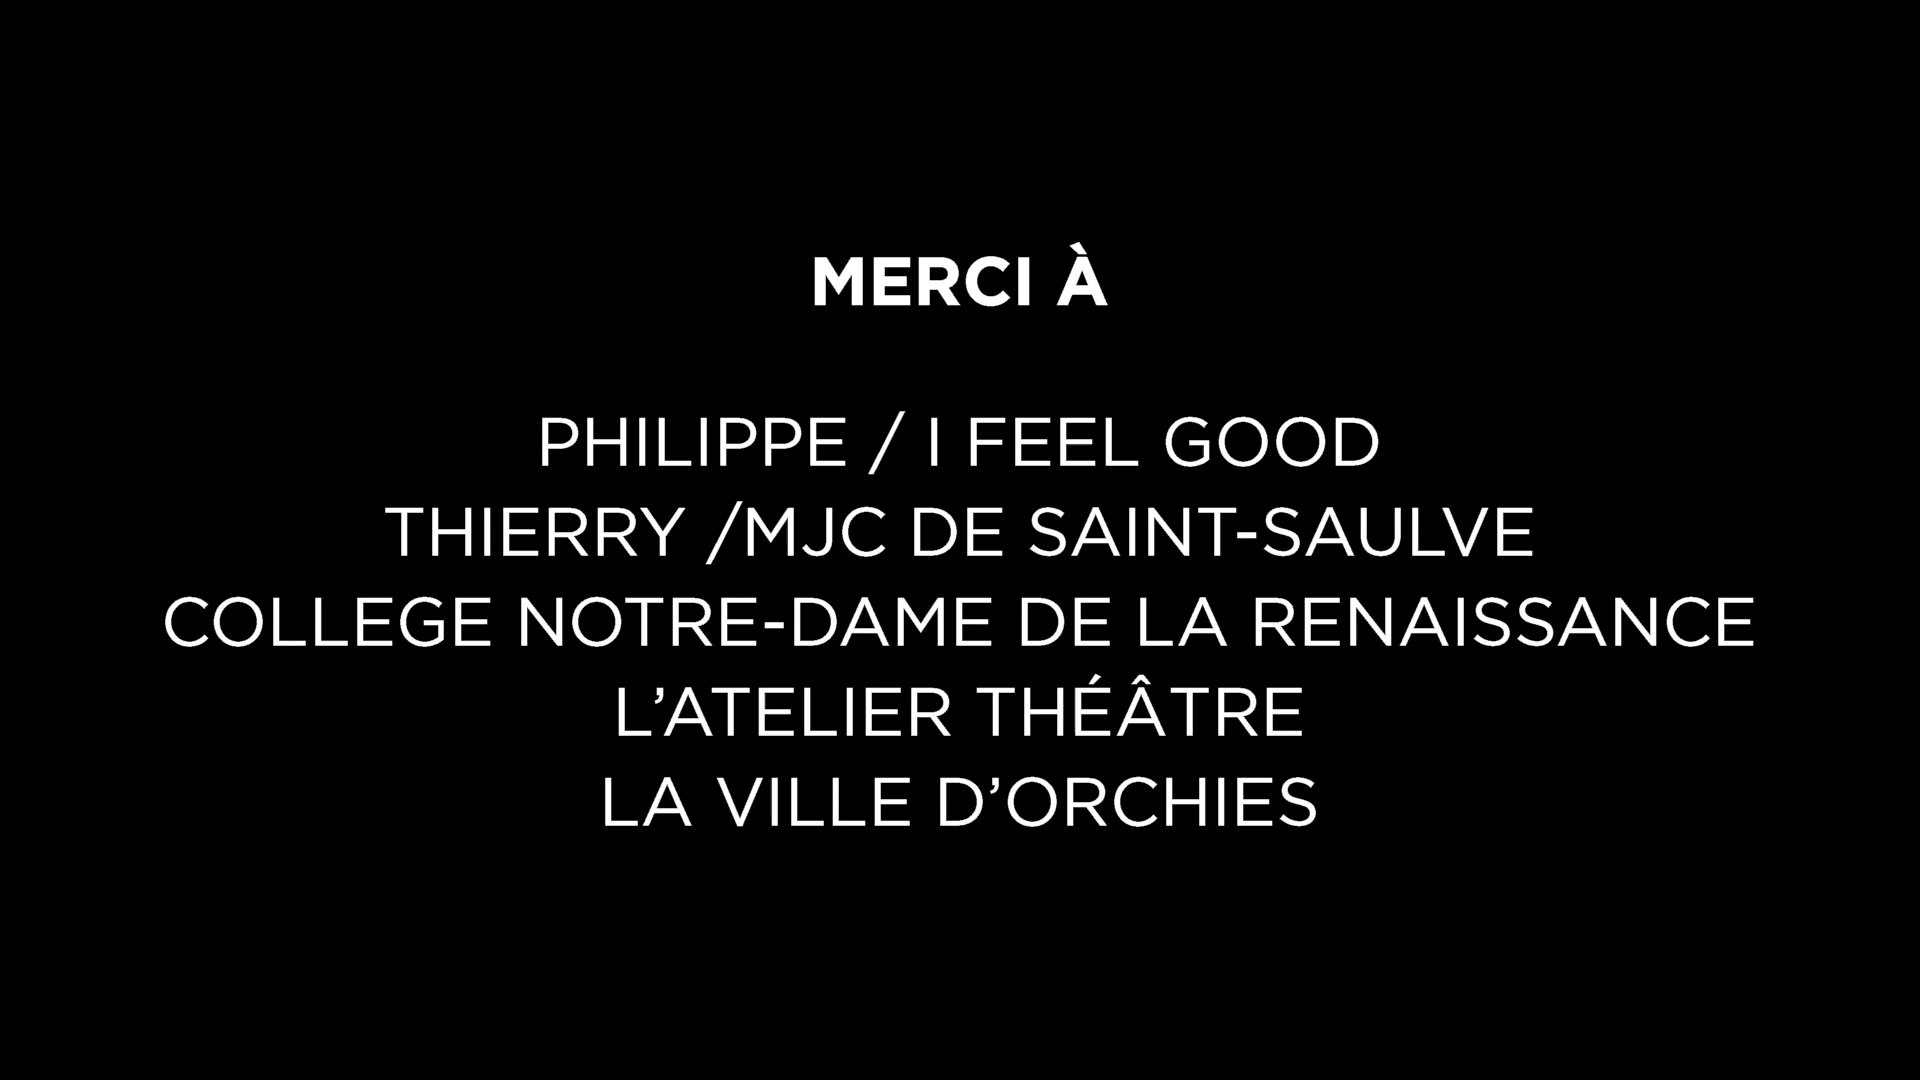 MERCI À
PHILIPPE / I FEEL GOOD
THIERRY /MJC DE SAINT-SAULVE
COLLEGE NOTRE-DAME DE LA RENAISSANCE
L’ATELIER THÉÂTRE
LA VILLE D’ORCHIES